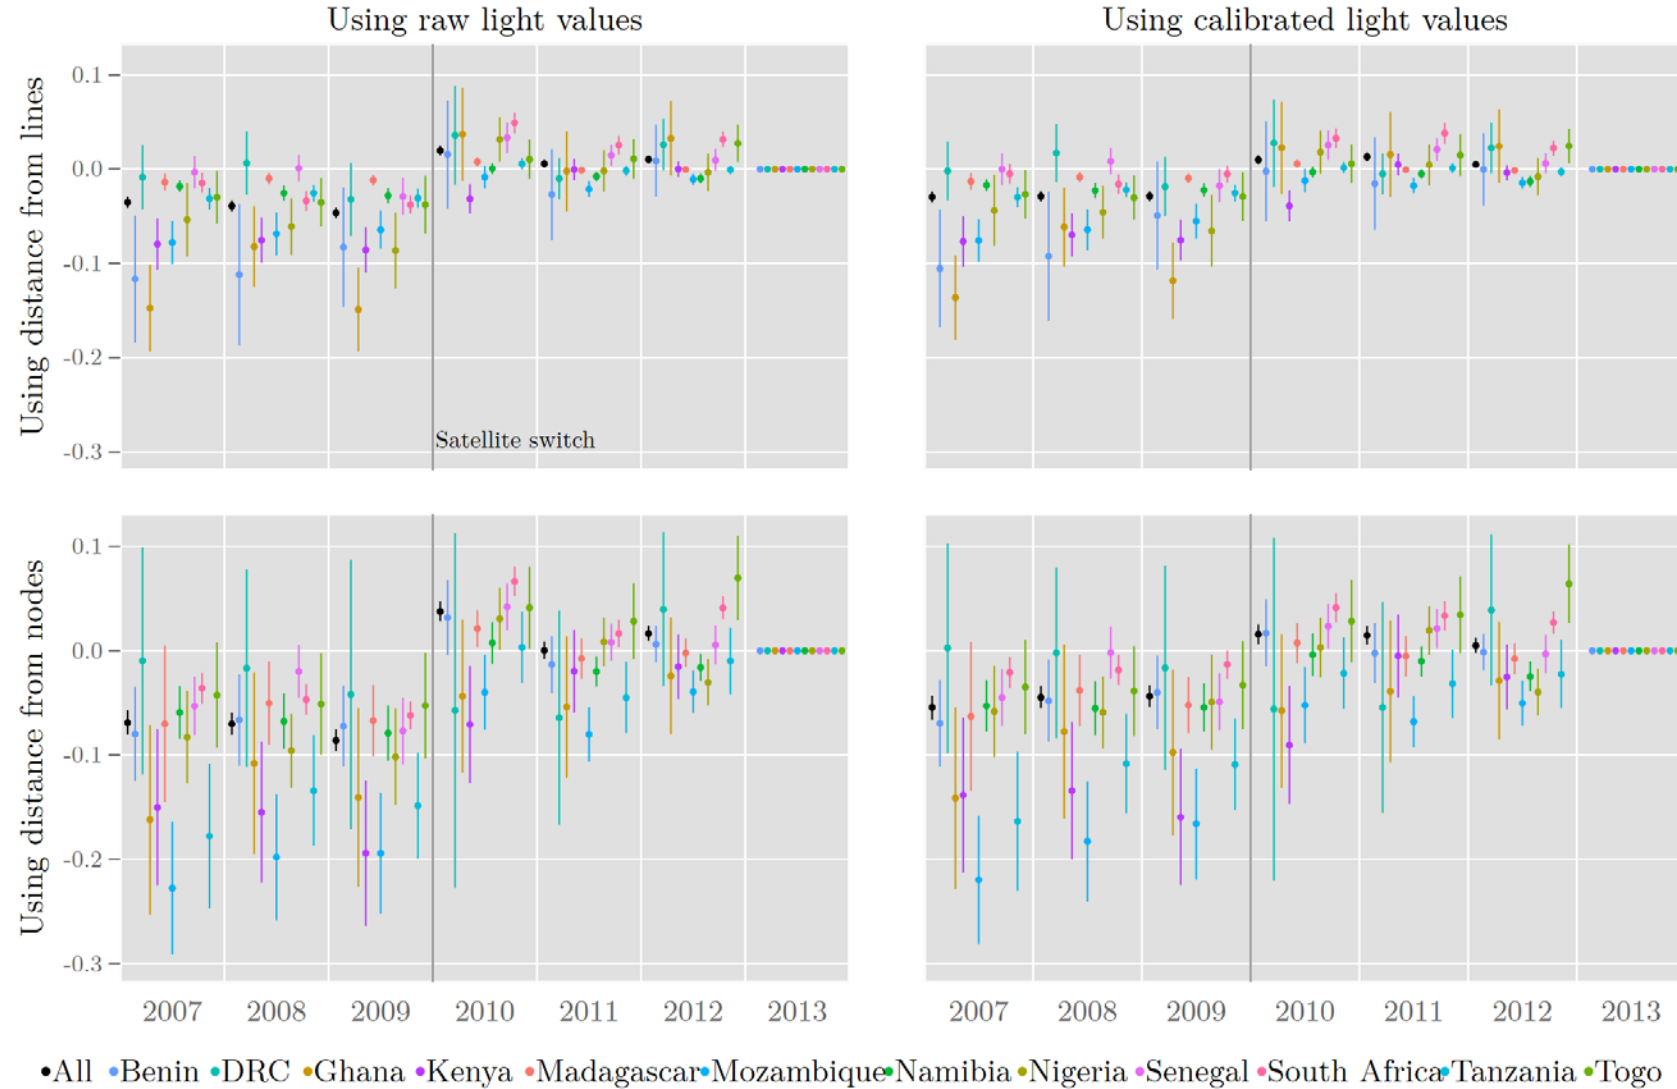 Using raw light values
Using calibrated light values
Using distance from lines
0.1
0.0
-0.1
-0.2
-0.3
Satellite switch
Using distance from nodes
0.1
0.0
-0.1
-0.2
-0.3
2007 2008 2009 2010 2011 2012 2013
2007 2008 2009 2010 2011 2012 2013
All Benin DRC Ghana Kenya Madagascar Mozambique Namibia Nigeria Senegal South Africa Tanzania Togo